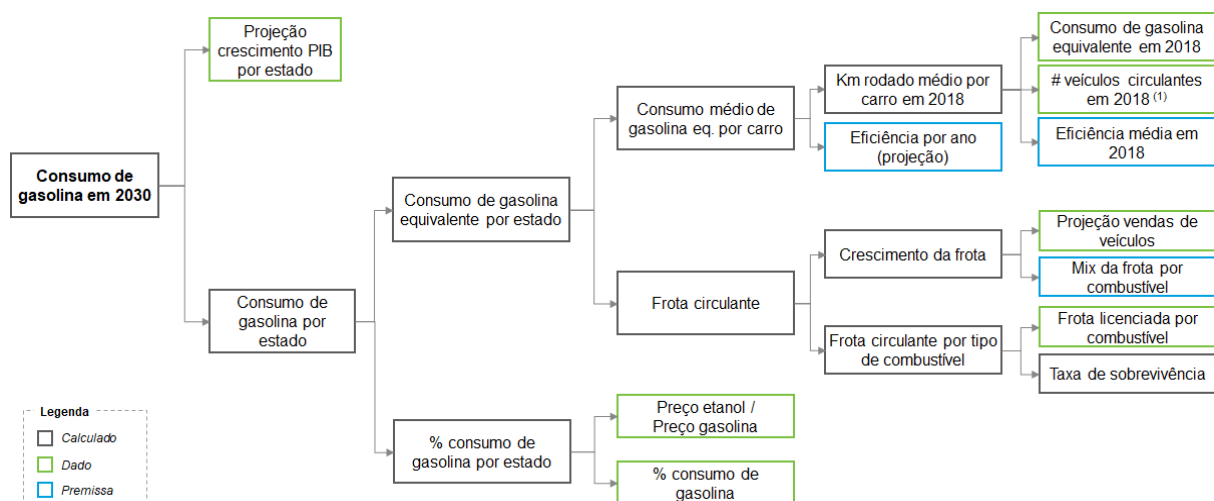 Projeção
crescimento PIB
por estado
Consumo de
gasolina em 2030
Consumo de
gasolina por
estado
Consumo de gasolina
equivalente por estado
% consumo de
gasolina por estado
Consumo médio de
gasolina eq. por carro
Frota circulante
Preço etanol /
Preço gasolina
% consumo de
gasolina
Km rodado médio por
carro em 2018
Eficiência por ano
(projeção)
Crescimento da frota
Frota circulante por tipo
de combustível
Consumo de gasolina
equivalente em 2018
# veículos circulantes
em 2018 (1)
Eficiência média em
2018
Projeção vendas de
veículos
Mix da frota por
combustível
Frota licenciada por
combustível
Taxa de sobrevivência
Legenda
Calculado
Dado
Premissa